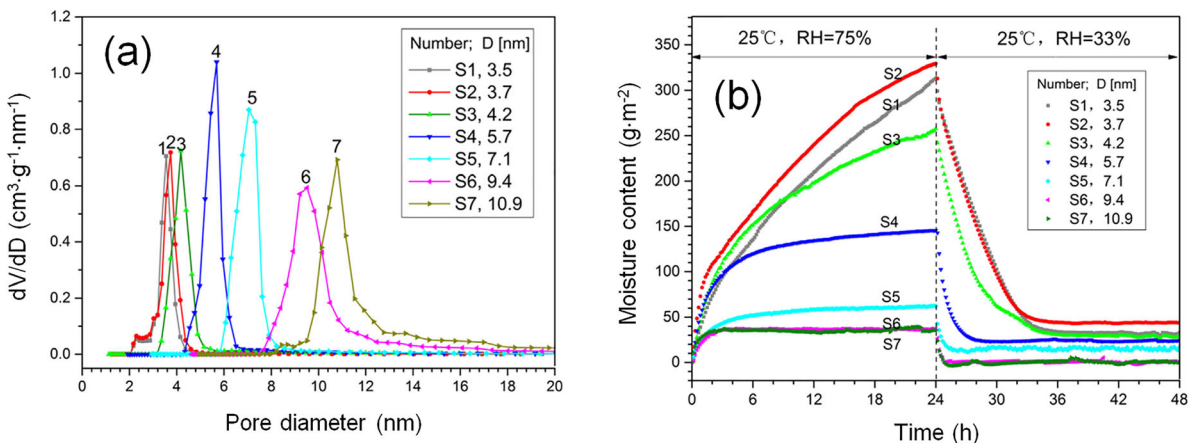 (a)
dV/dD (cm³·g⁻¹·nm⁻¹)
1.2
1.0
0.8
0.6
0.4
0.2
0.0
0 2 4 6 8 10 12 14 16 18 20
Pore diameter (nm)
1 2 3 4 5 6 7
Number; D [nm]
S1, 3.5
S2, 3.7
S3, 4.2
S4, 5.7
S5, 7.1
S6, 9.4
S7, 10.9
(b)
Moisture content (g·m⁻²)
350
300
250
200
150
100
50
0
0 6 12 18 24 30 36 42 48
Time (h)
25℃, RH=75%
25℃, RH=33%
S2
S1
S3
S4
S5
S6
S7
Number; D [nm]
S1, 3.5
S2, 3.7
S3, 4.2
S4, 5.7
S5, 7.1
S6, 9.4
S7, 10.9